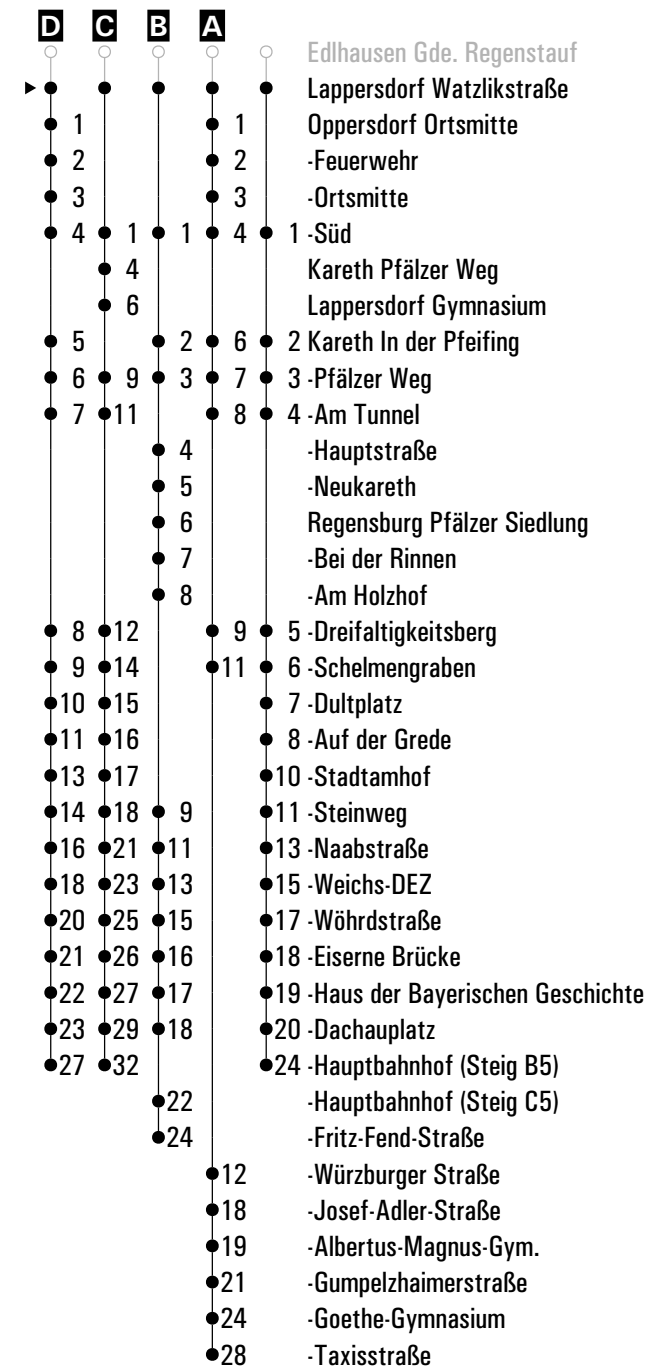 D C B A
Edlhausen Gde. Regenstauf
Lappersdorf Watzlikstraße
1 1 Oppersdorf Ortsmitte
2 2 -Feuerwehr
3 3 -Ortsmitte
4 1 1 4 1 -Süd
4 Kareth Pfälzer Weg
6 Lappersdorf Gymnasium
5 2 6 2 Kareth In der Pfeifing
6 9 3 7 3 -Pfälzer Weg
7 11 8 4 -Am Tunnel
4 -Hauptstraße
5 -Neukareth
6 Regensburg Pfälzer Siedlung
7 -Bei der Rinnen
8 -Am Holzhof
8 12 9 5 -Dreifaltigkeitsberg
9 14 11 6 -Schelmengraben
10 15 7 -Dultplatz
11 16 8 -Auf der Grede
13 17 10 -Stadtamhof
14 18 9 11 -Steinweg
16 21 11 13 -Naabstraße
18 23 13 15 -Weichs-DEZ
20 25 15 17 -Wöhrdstraße
21 26 16 18 -Eiserne Brücke
22 27 17 19 -Haus der Bayerischen Geschichte
23 29 18 20 -Dachauplatz
27 32 24 -Hauptbahnhof (Steig B5)
22 -Hauptbahnhof (Steig C5)
24 -Fritz-Fend-Straße
12 -Würzburger Straße
18 -Josef-Adler-Straße
19 -Albertus-Magnus-Gym.
21 -Gumpelzhaimerstraße
24 -Goethe-Gymnasium
28 -Taxisstraße